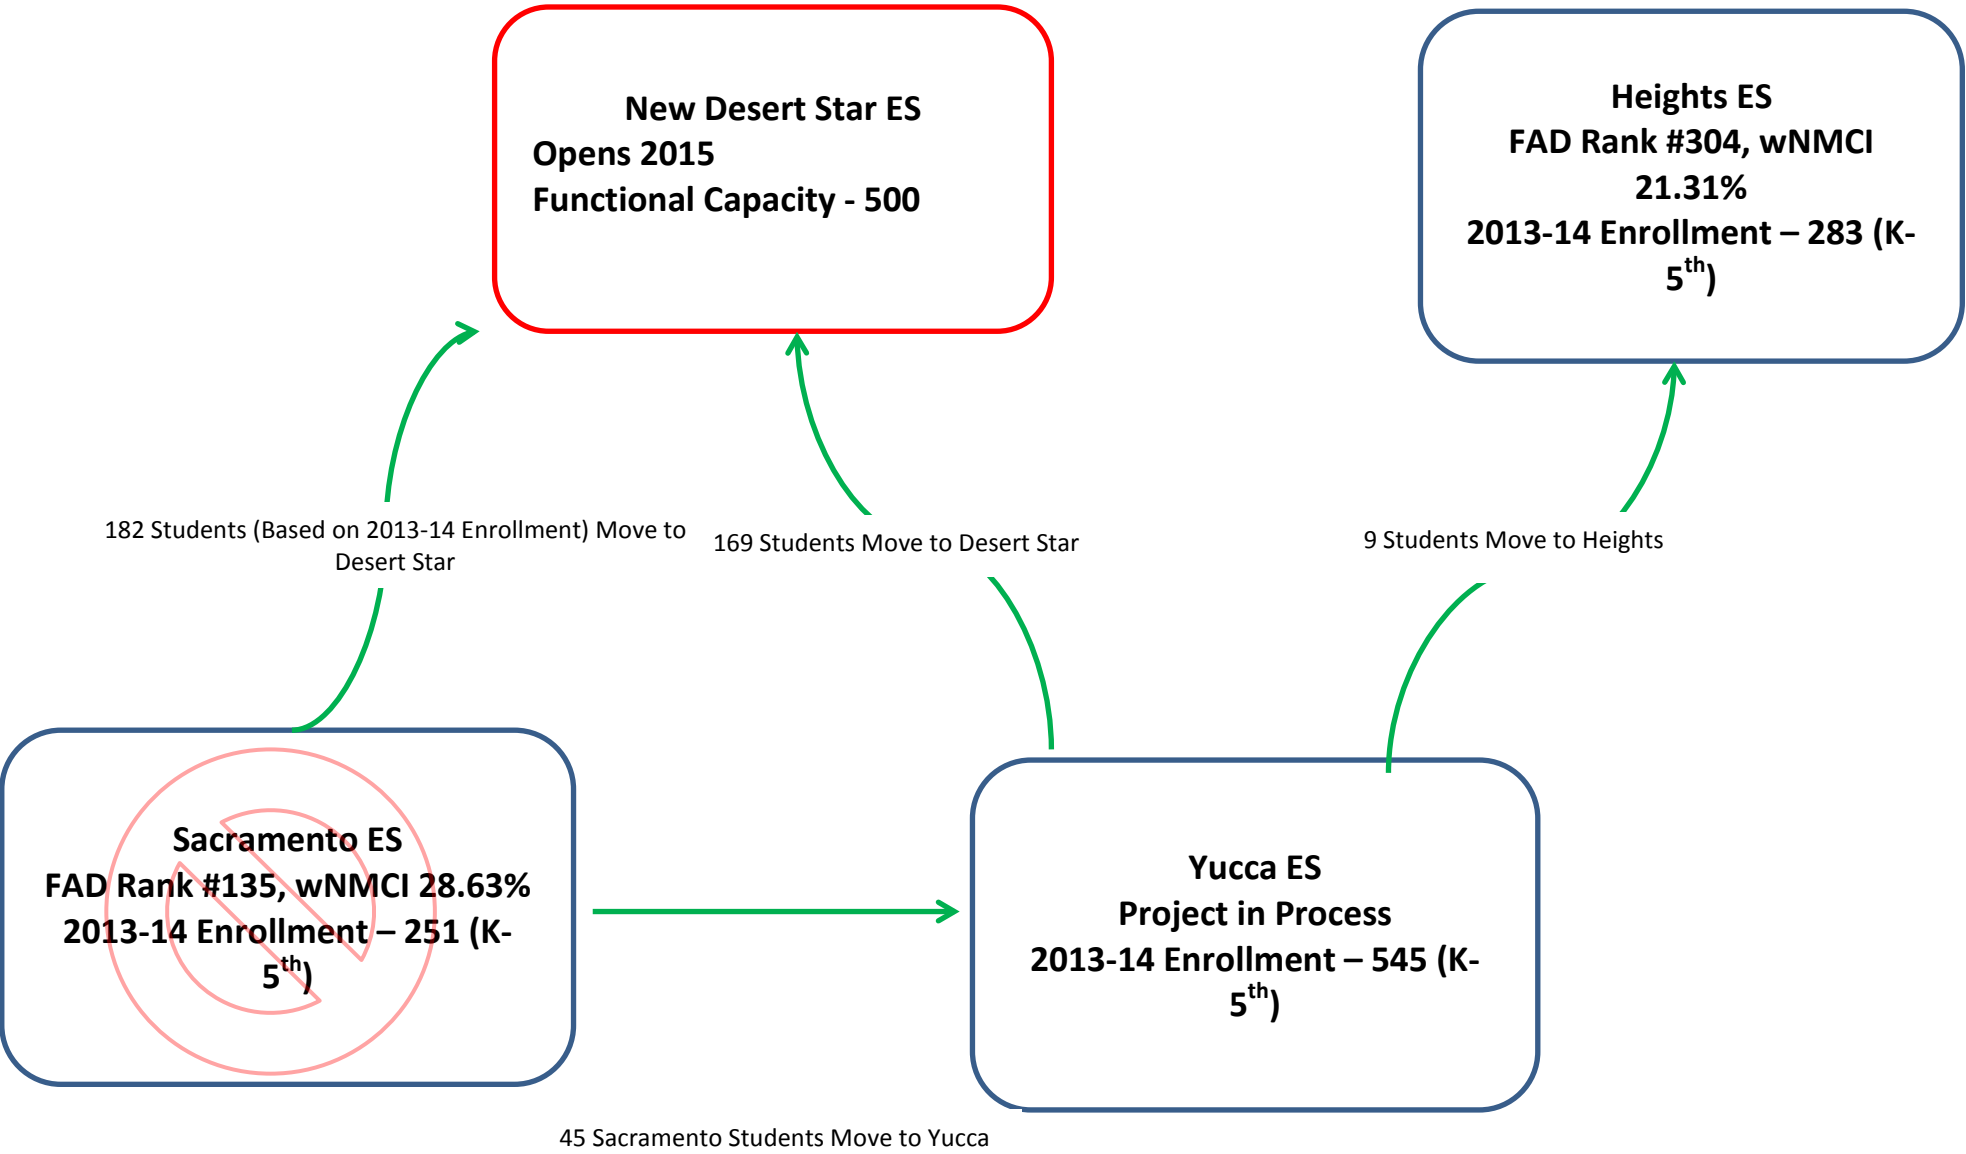 New Desert Star ES
Opens 2015
Functional Capacity - 500
Heights ES
FAD Rank #304, wNMCI
21.31%
2013-14 Enrollment – 283 (K-
5th)
182 Students (Based on 2013-14 Enrollment) Move to
Desert Star
169 Students Move to Desert Star
9 Students Move to Heights
Sacramento ES
FAD Rank #135, wNMCI 28.63%
2013-14 Enrollment – 251 (K-
5th)
Yucca ES
Project in Process
2013-14 Enrollment – 545 (K-
5th)
45 Sacramento Students Move to Yucca